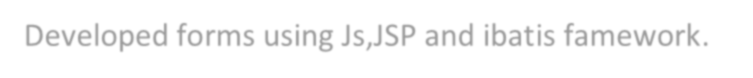 Developed forms using Js,JSP and ibatis famework.